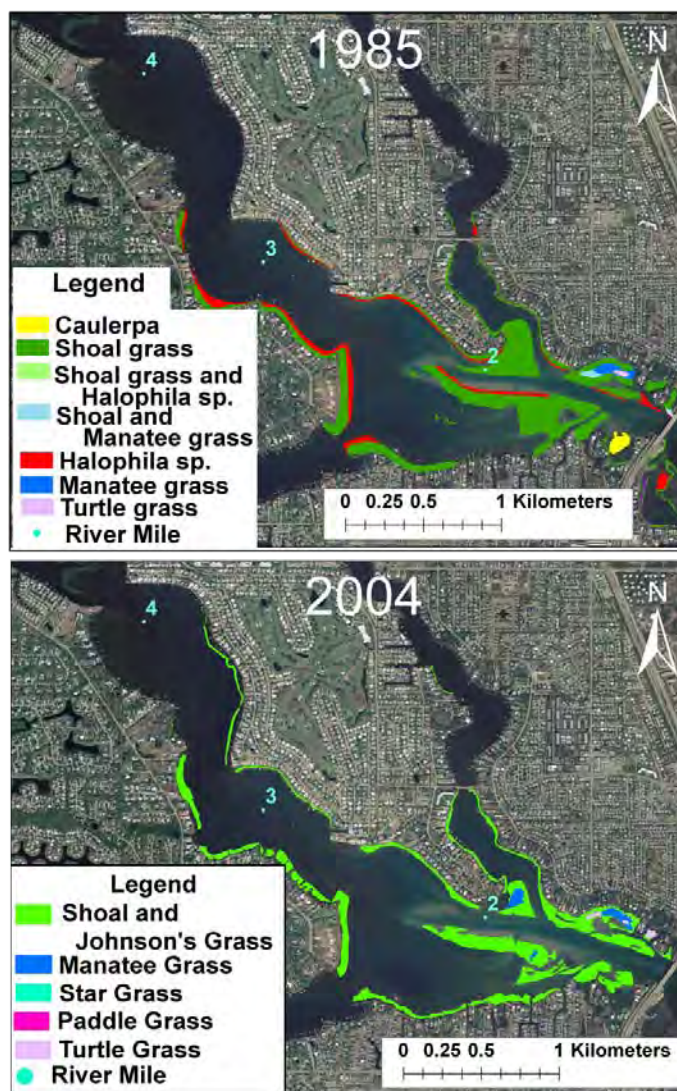 1985
N
4
3
2
Legend
Caulerpa
Shoal grass
Shoal grass and
Halophila sp.
Shoal and
Manatee grass
Halophila sp.
Manatee grass
Turtle grass
River Mile
0 0.25 0.5 1 Kilometers
2004
N
4
3
2
Legend
Shoal and
Johnson's Grass
Manatee Grass
Star Grass
Paddle Grass
Turtle Grass
River Mile
0 0.25 0.5 1 Kilometers